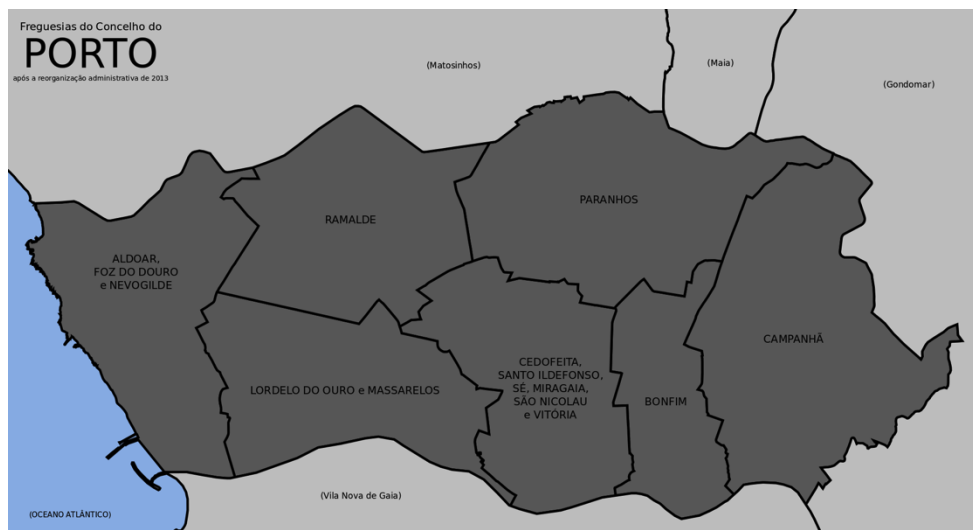 Freguesias do Concelho do
PORTO
após a reorganização administrativa de 2013
(Matosinhos)
(Maia)
(Gondomar)
PARANHOS
RAMALDE
ALDOAR,
FOZ DO DOURO
e NEVOGILDE
CAMPANHÃ
CEDOFEITA,
SANTO ILDEFONSO,
SÉ, MIRAGAIA,
SÃO NICOLAU
e VITÓRIA
LORDELO DO OURO e MASSARELOS
BONFIM
(Vila Nova de Gaia)
(OCEANO ATLÂNTICO)